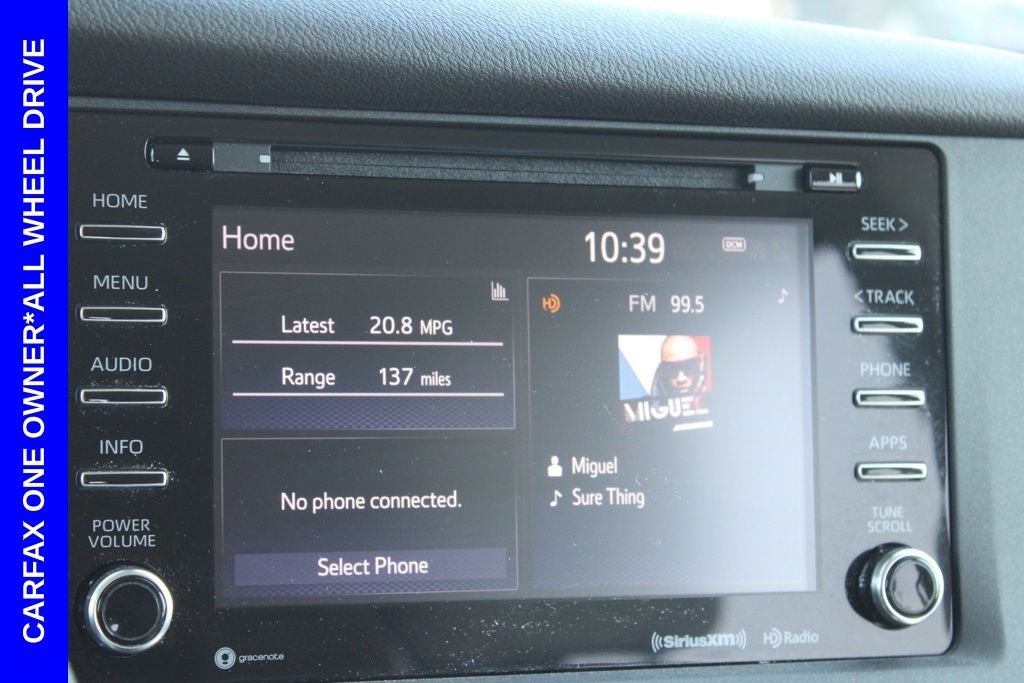 CARFAX ONE OWNER*ALL WHEEL DRIVE
HOME
MENU
AUDIO
INFO
POWER
VOLUME
Home
10:39
DCM
Latest 20.8 MPG
Range 137 miles
No phone connected.
Select Phone
HD
FM 99.5
MIGUEL
Miguel
Sure Thing
SEEK >
< TRACK
PHONE
APPS
TUNE
SCROLL
gracenote
SiriusXM
HD Radio